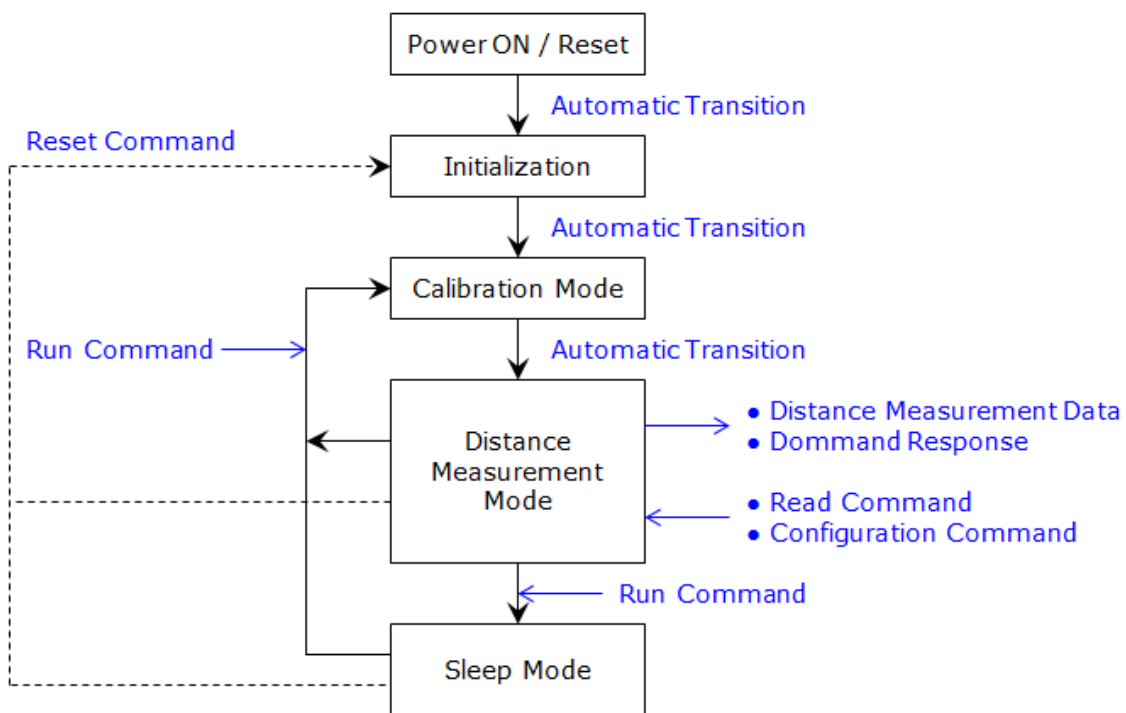 Power ON / Reset
Automatic Transition
Reset Command
Initialization
Automatic Transition
Calibration Mode
Run Command
Automatic Transition
Distance
Measurement
Mode
● Distance Measurement Data
● Dommand Response
● Read Command
● Configuration Command
Run Command
Sleep Mode